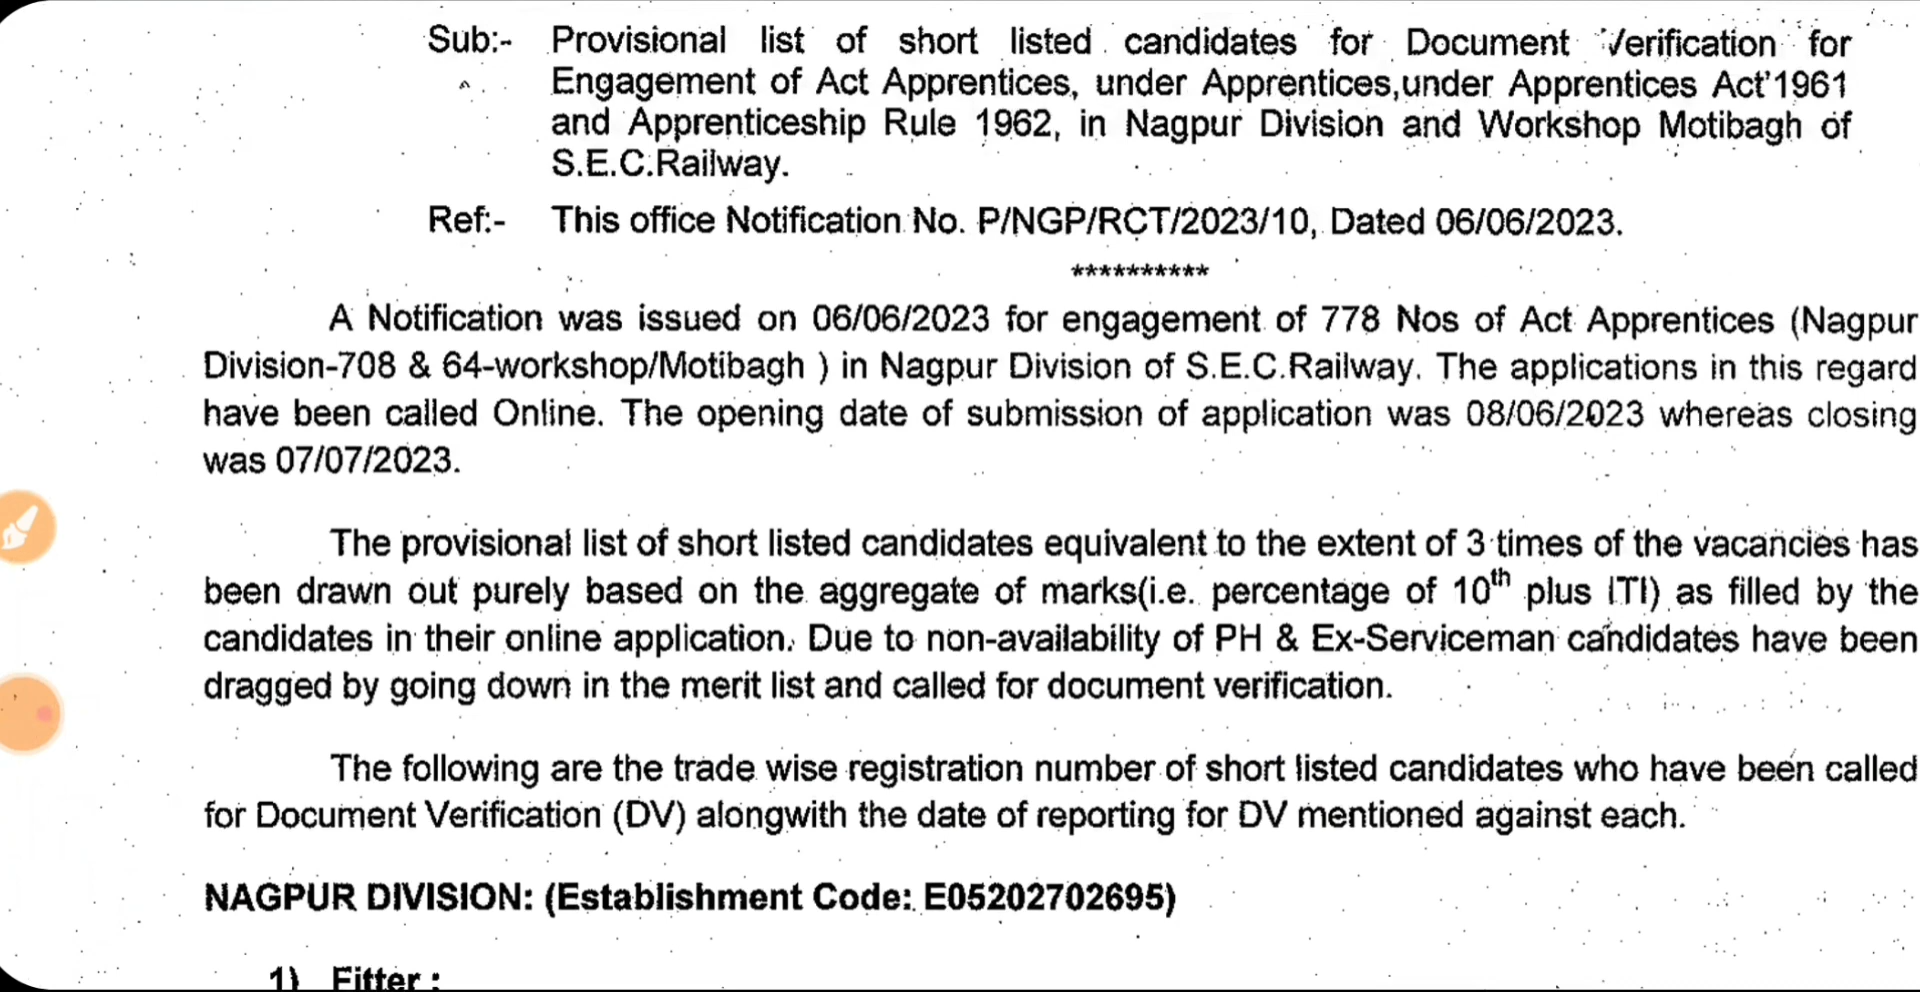 Sub:- Provisional list of short listed candidates for Document Verification for
Engagement of Act Apprentices, under Apprentices,under Apprentices Act'1961
and Apprenticeship Rule 1962, in Nagpur Division and Workshop Motibagh of
S.E.C.Railway.
Ref:- This office Notification No. P/NGP/RCT/2023/10, Dated 06/06/2023.
**********
A Notification was issued on 06/06/2023 for engagement of 778 Nos of Act Apprentices (Nagpur
Division-708 & 64-workshop/Motibagh ) in Nagpur Division of S.E.C.Railway. The applications in this regard
have been called Online. The opening date of submission of application was 08/06/2023 whereas closing
was 07/07/2023.
The provisional list of short listed candidates equivalent to the extent of 3 times of the vacancies has
been drawn out purely based on the aggregate of marks(i.e. percentage of 10th plus ITI) as filled by the
candidates in their online application. Due to non-availability of PH & Ex-Serviceman candidates have been
dragged by going down in the merit list and called for document verification.
The following are the trade wise registration number of short listed candidates who have been called
for Document Verification (DV) alongwith the date of reporting for DV mentioned against each.
NAGPUR DIVISION: (Establishment Code: E05202702695)
1) Fitter :